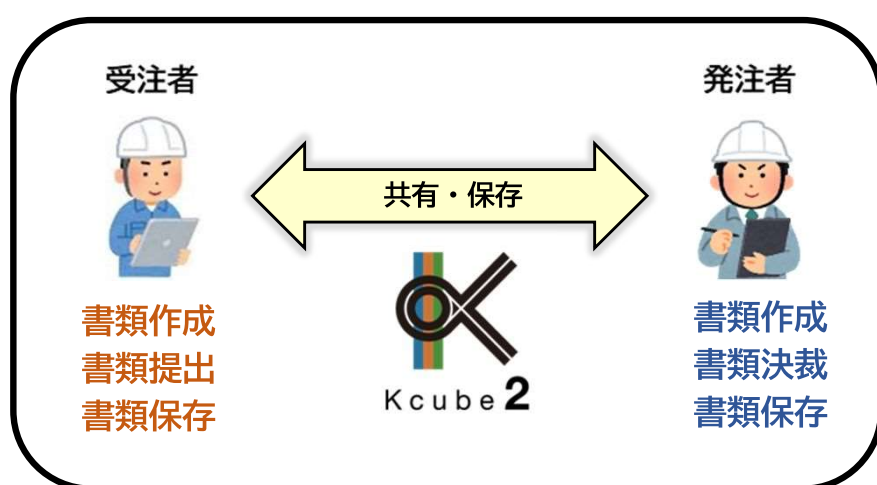 受注者
発注者
共有・保存
書類作成
書類提出
書類保存
Kcube2
書類作成
書類決裁
書類保存